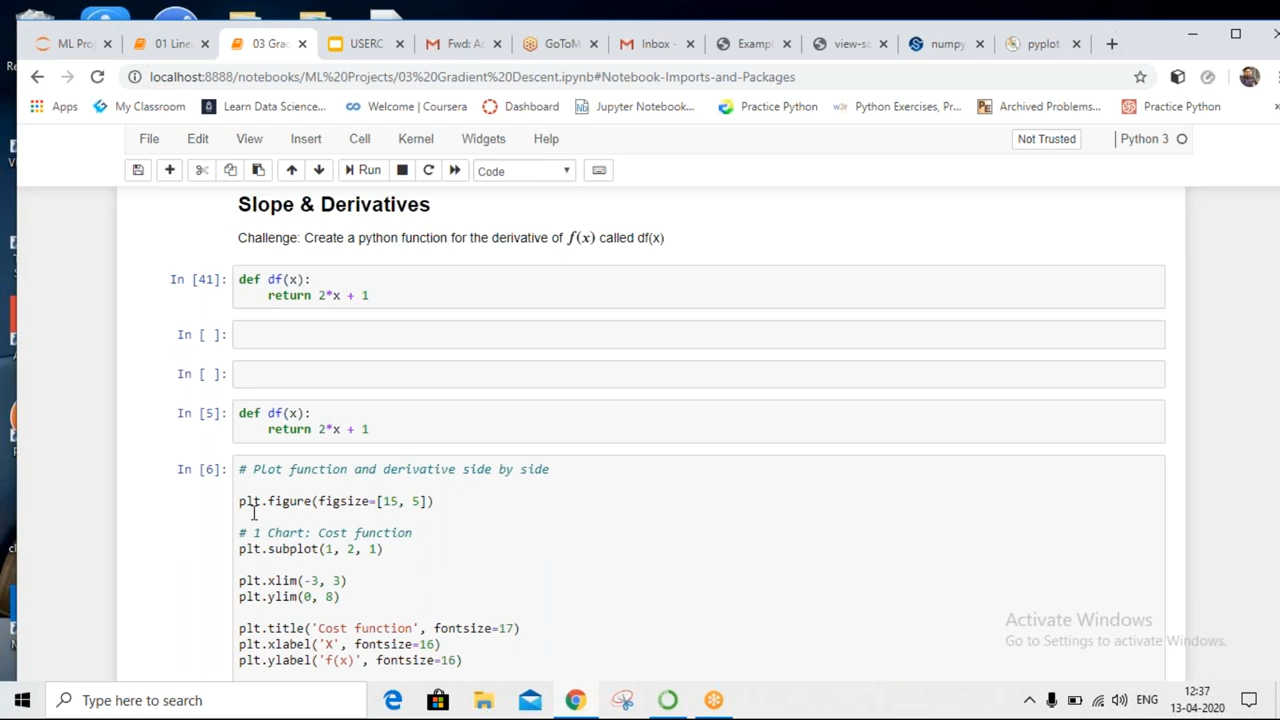 ML Pro
01 Line
03 Grad
USERC
Fwd: Ac
GoToM
Inbox -
Exampl
view-sc
numpy
pyplot
localhost:8888/notebooks/ML%20Projects/03%20Gradient%20Descent.ipynb#Notebook-Imports-and-Packages
Apps
My Classroom
Learn Data Science...
Welcome | Coursera
Dashboard
Jupyter Notebook...
Practice Python
w3r Python Exercises, Pr...
PE Archived Problems...
Practice Python
File Edit View Insert Cell Kernel Widgets Help
Not Trusted
Python 3
Run
Code
Slope & Derivatives
Challenge: Create a python function for the derivative of f(x) called df(x)
In [41]: def df(x):
return 2*x + 1
In [ ]:
In [ ]:
In [5]: def df(x):
return 2*x + 1
In [6]: # Plot function and derivative side by side
plt.figure(figsize=[15, 5])
# 1 Chart: Cost function
plt.subplot(1, 2, 1)
plt.xlim(-3, 3)
plt.ylim(0, 8)
plt.title('Cost function', fontsize=17)
plt.xlabel('X', fontsize=16)
plt.ylabel('f(x)', fontsize=16)
Activate Windows
Go to Settings to activate Windows.
Type here to search
ENG
12:37
13-04-2020